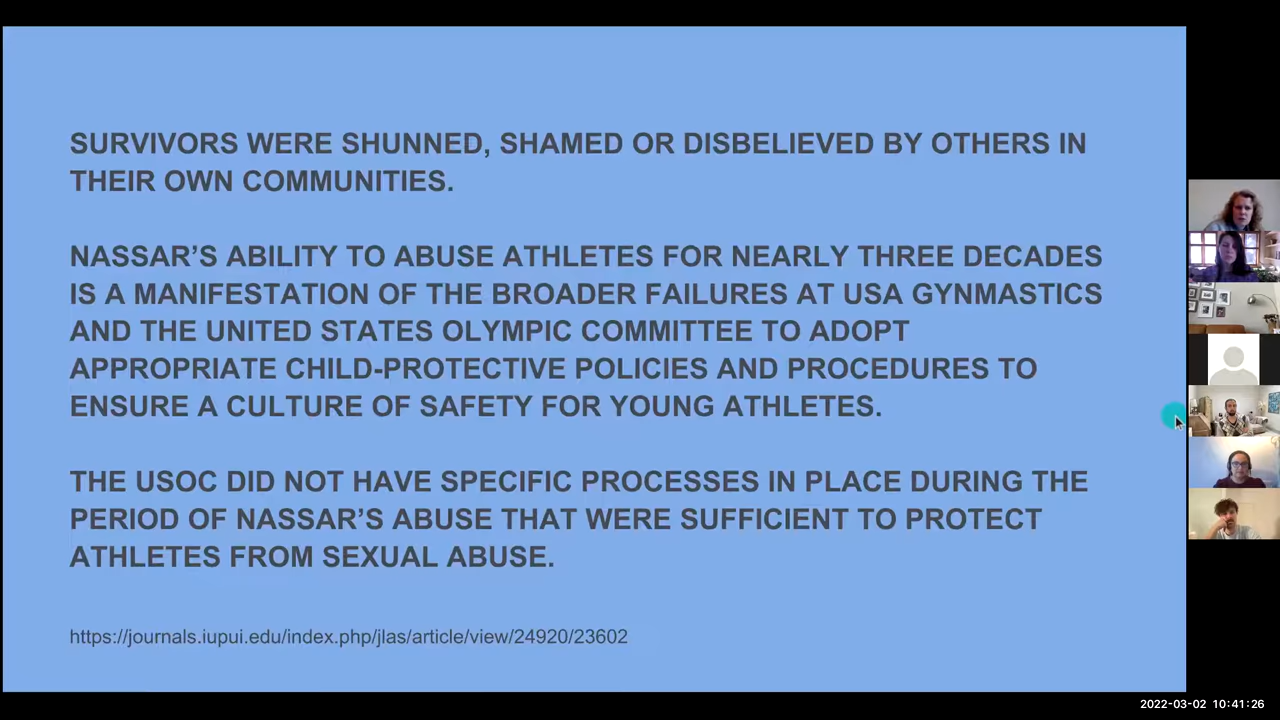 SURVIVORS WERE SHUNNED, SHAMED OR DISBELIEVED BY OTHERS IN
THEIR OWN COMMUNITIES.
NASSAR’S ABILITY TO ABUSE ATHLETES FOR NEARLY THREE DECADES
IS A MANIFESTATION OF THE BROADER FAILURES AT USA GYNMASTICS
AND THE UNITED STATES OLYMPIC COMMITTEE TO ADOPT
APPROPRIATE CHILD-PROTECTIVE POLICIES AND PROCEDURES TO
ENSURE A CULTURE OF SAFETY FOR YOUNG ATHLETES.
THE USOC DID NOT HAVE SPECIFIC PROCESSES IN PLACE DURING THE
PERIOD OF NASSAR’S ABUSE THAT WERE SUFFICIENT TO PROTECT
ATHLETES FROM SEXUAL ABUSE.
https://journals.iupui.edu/index.php/jlas/article/view/24920/23602
2022-03-02 10:41:26